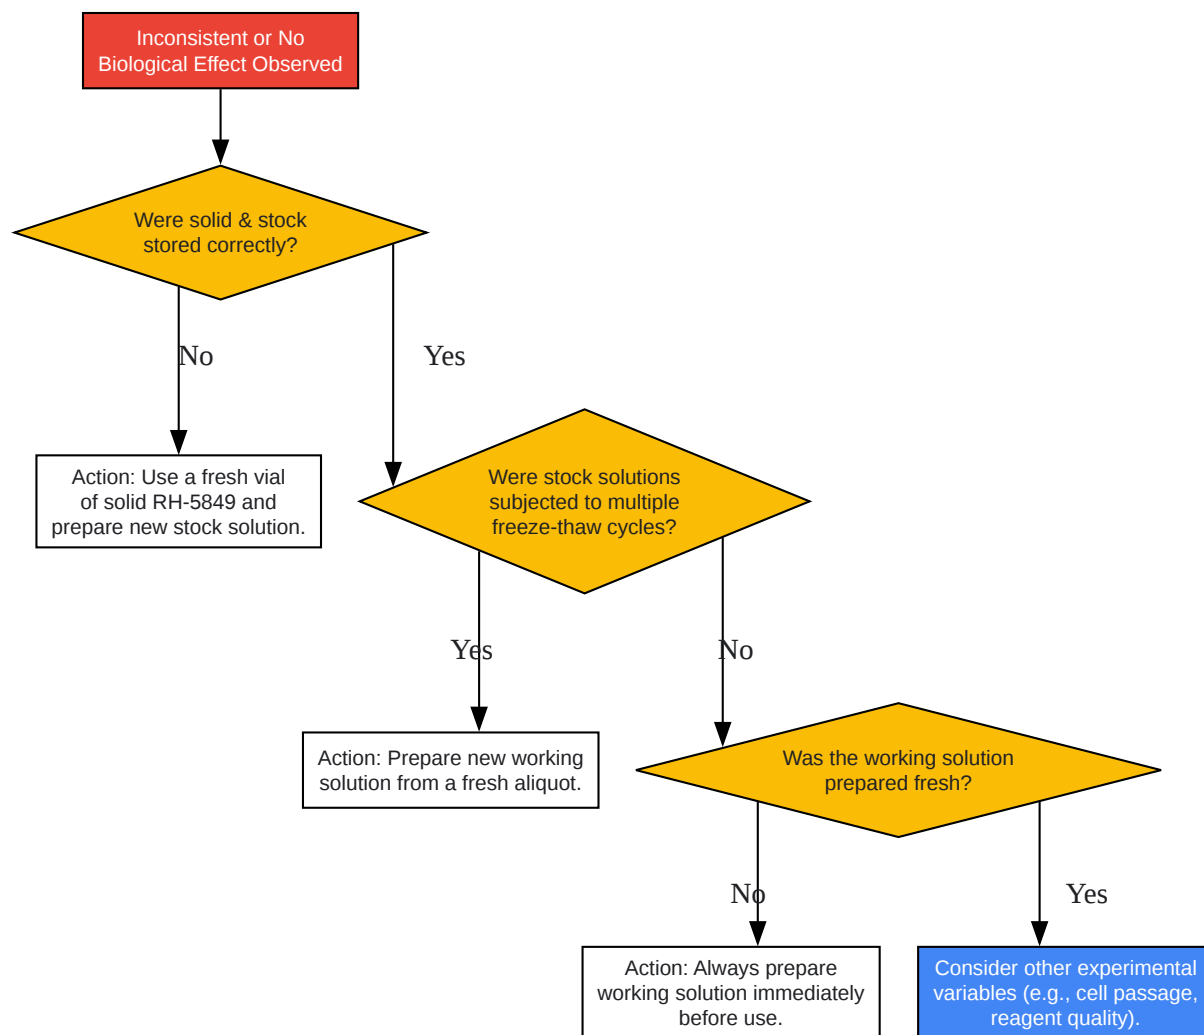 Inconsistent or No
Biological Effect Observed
Were solid & stock
stored correctly?
No
Yes
Action: Use a fresh vial
of solid RH-5849 and
prepare new stock solution.
Were stock solutions
subjected to multiple
freeze-thaw cycles?
Yes
No
Action: Prepare new working
solution from a fresh aliquot.
Was the working solution
prepared fresh?
No
Yes
Action: Always prepare
working solution immediately
before use.
Consider other experimental
variables (e.g., cell passage,
reagent quality).